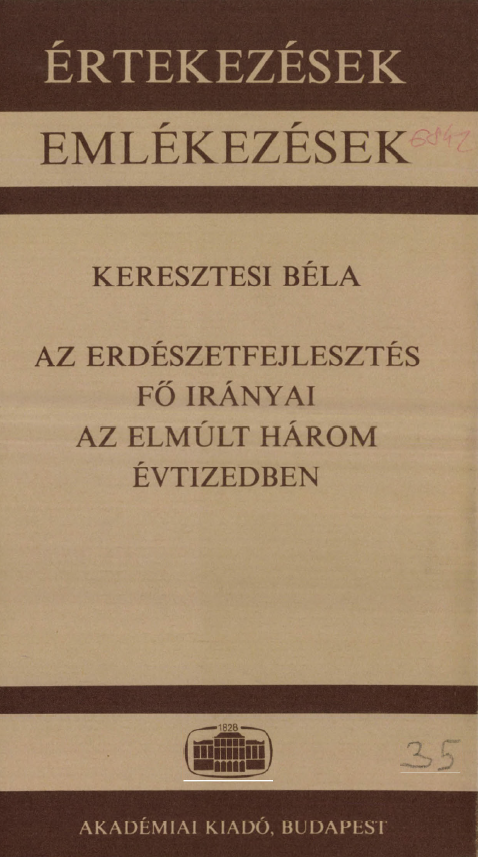 ÉRTEKEZÉSEK
EMLÉKEZÉSEK
KERESZTESI BÉLA
AZ ERDÉSZETFEJLESZTÉS
FŐ IRÁNYAI
AZ ELMÚLT HÁROM
ÉVTIZEDBEN
1828
35
AKADÉMIAI KIADÓ, BUDAPEST